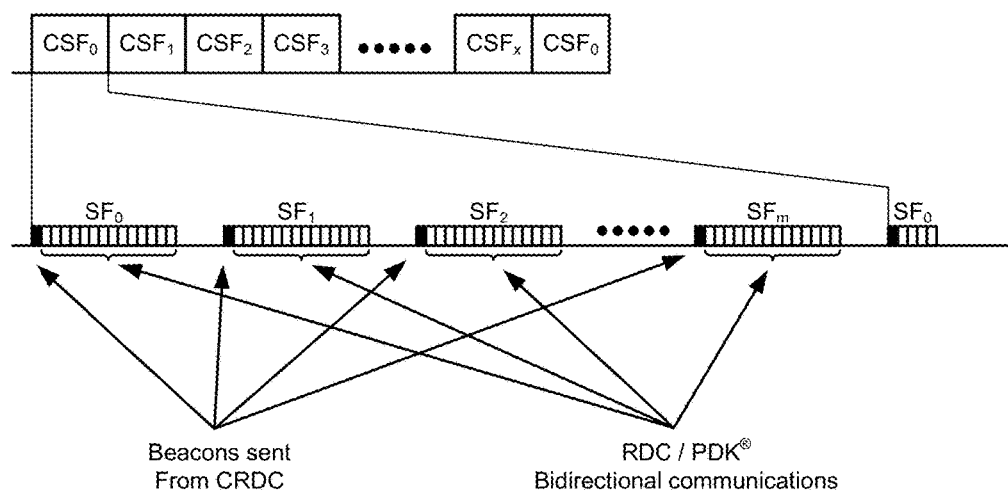 CSF₀ CSF₁ CSF₂ CSF₃ ●●●●● CSFₓ CSF₀
SF₀ SF₁ SF₂ ●●●●● SFₘ SF₀
Beacons sent
From CRDC
RDC / PDK®
Bidirectional communications